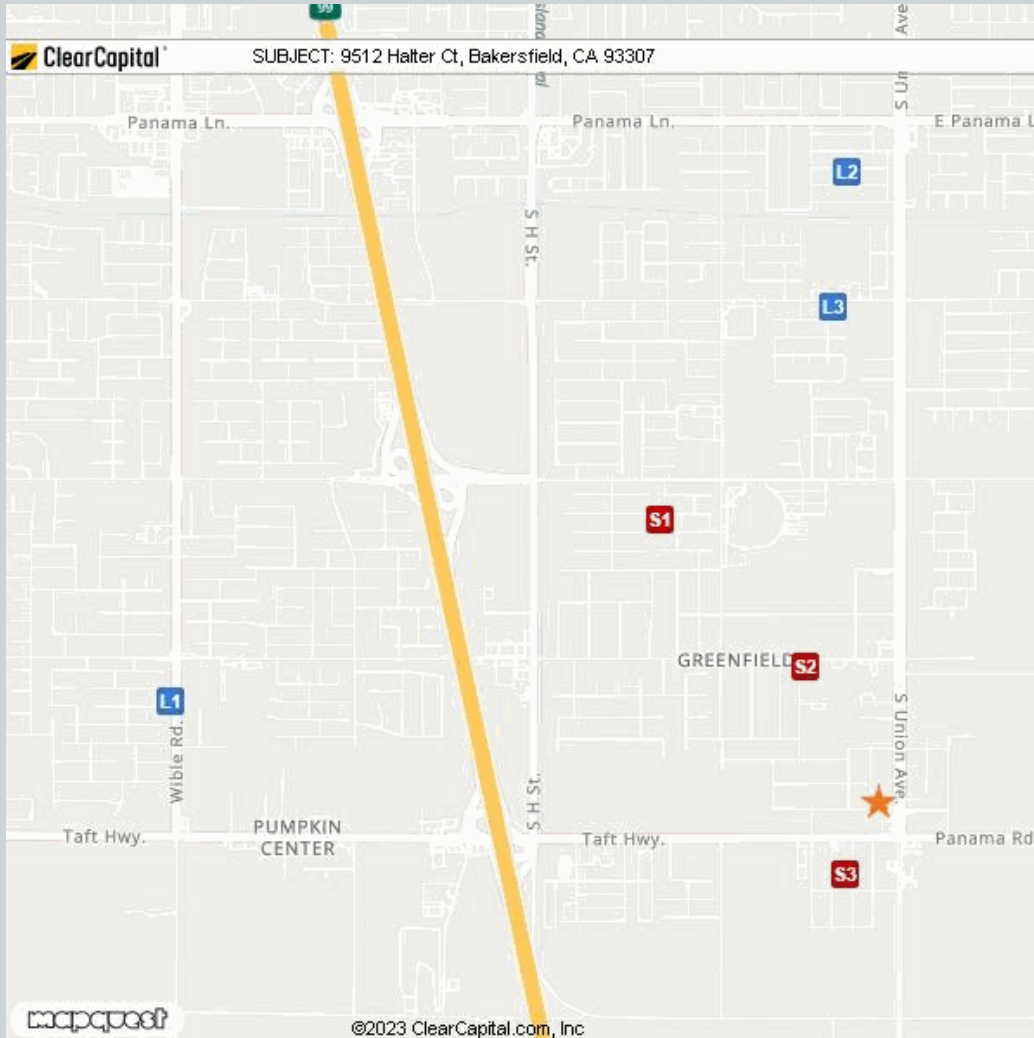 99
Island
Ave
ClearCapital®
SUBJECT: 9512 Halter Ct, Bakersfield, CA 93307
val
S Un
Panama Ln.
Panama Ln.
E Panama L
L2
S H St.
L3
S1
GREENFIELD
S2
L1
Wible Rd.
S Union Ave.
S H St.
Taft Hwy.
PUMPKIN
CENTER
Taft Hwy.
Panama Rd
S3
mapquest
©2023 ClearCapital.com, Inc